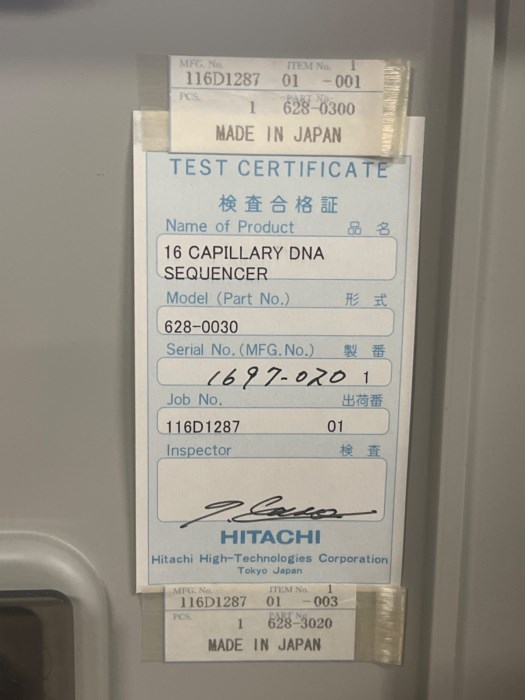 MFG. No. ITEM No. 1
116D1287 01 -001
PCS. PART No.
1 628-0300
MADE IN JAPAN
TEST CERTIFICATE
検査合格証
Name of Product 品名
16 CAPILLARY DNA
SEQUENCER
Model (Part No.) 形式
628-0030
Serial No. (MFG.No.) 製番
1697-020 1
Job No. 出荷番
116D1287 01
Inspector 検査
HITACHI
Hitachi High-Technologies Corporation
Tokyo Japan
MFG. No. ITEM No. 1
116D1287 01 -003
PCS. PART No.
1 628-3020
MADE IN JAPAN